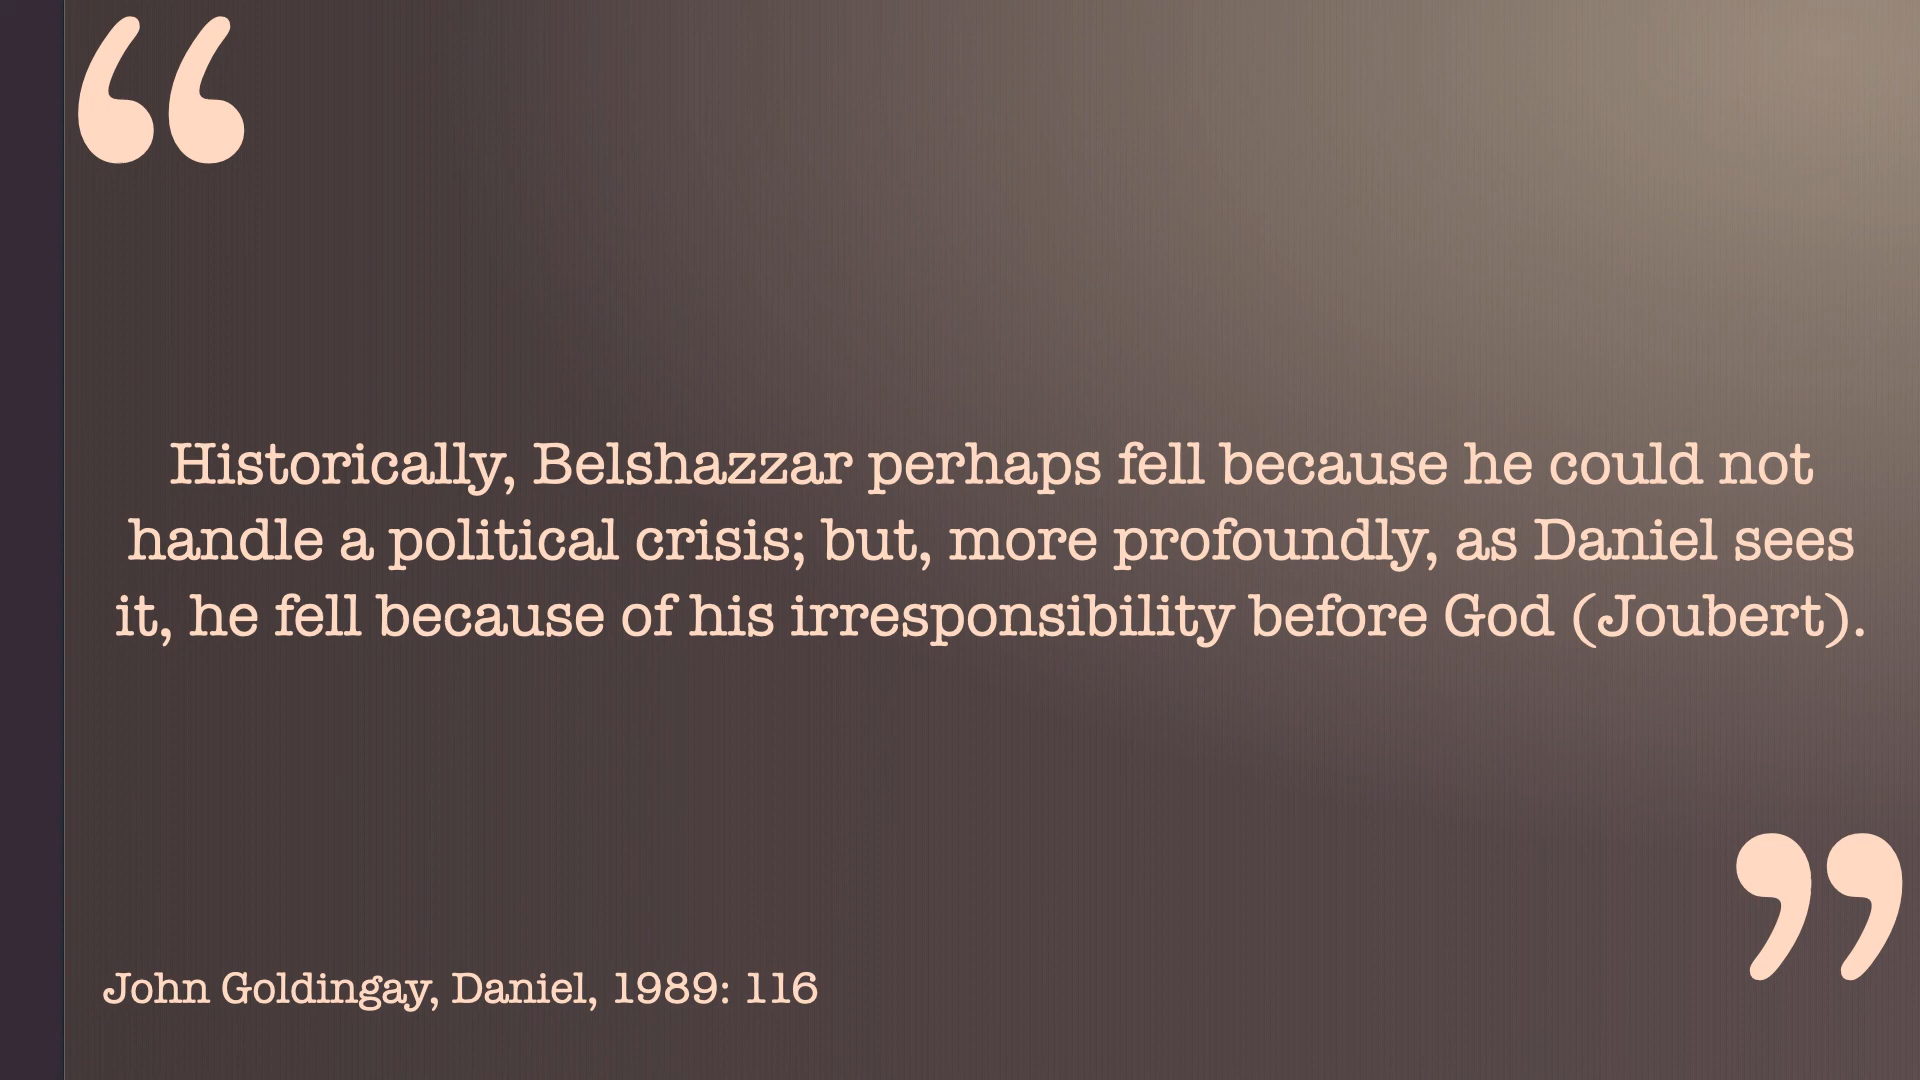 “
Historically, Belshazzar perhaps fell because he could not
handle a political crisis; but, more profoundly, as Daniel sees
it, he fell because of his irresponsibility before God (Joubert).
”
John Goldingay, Daniel, 1989: 116